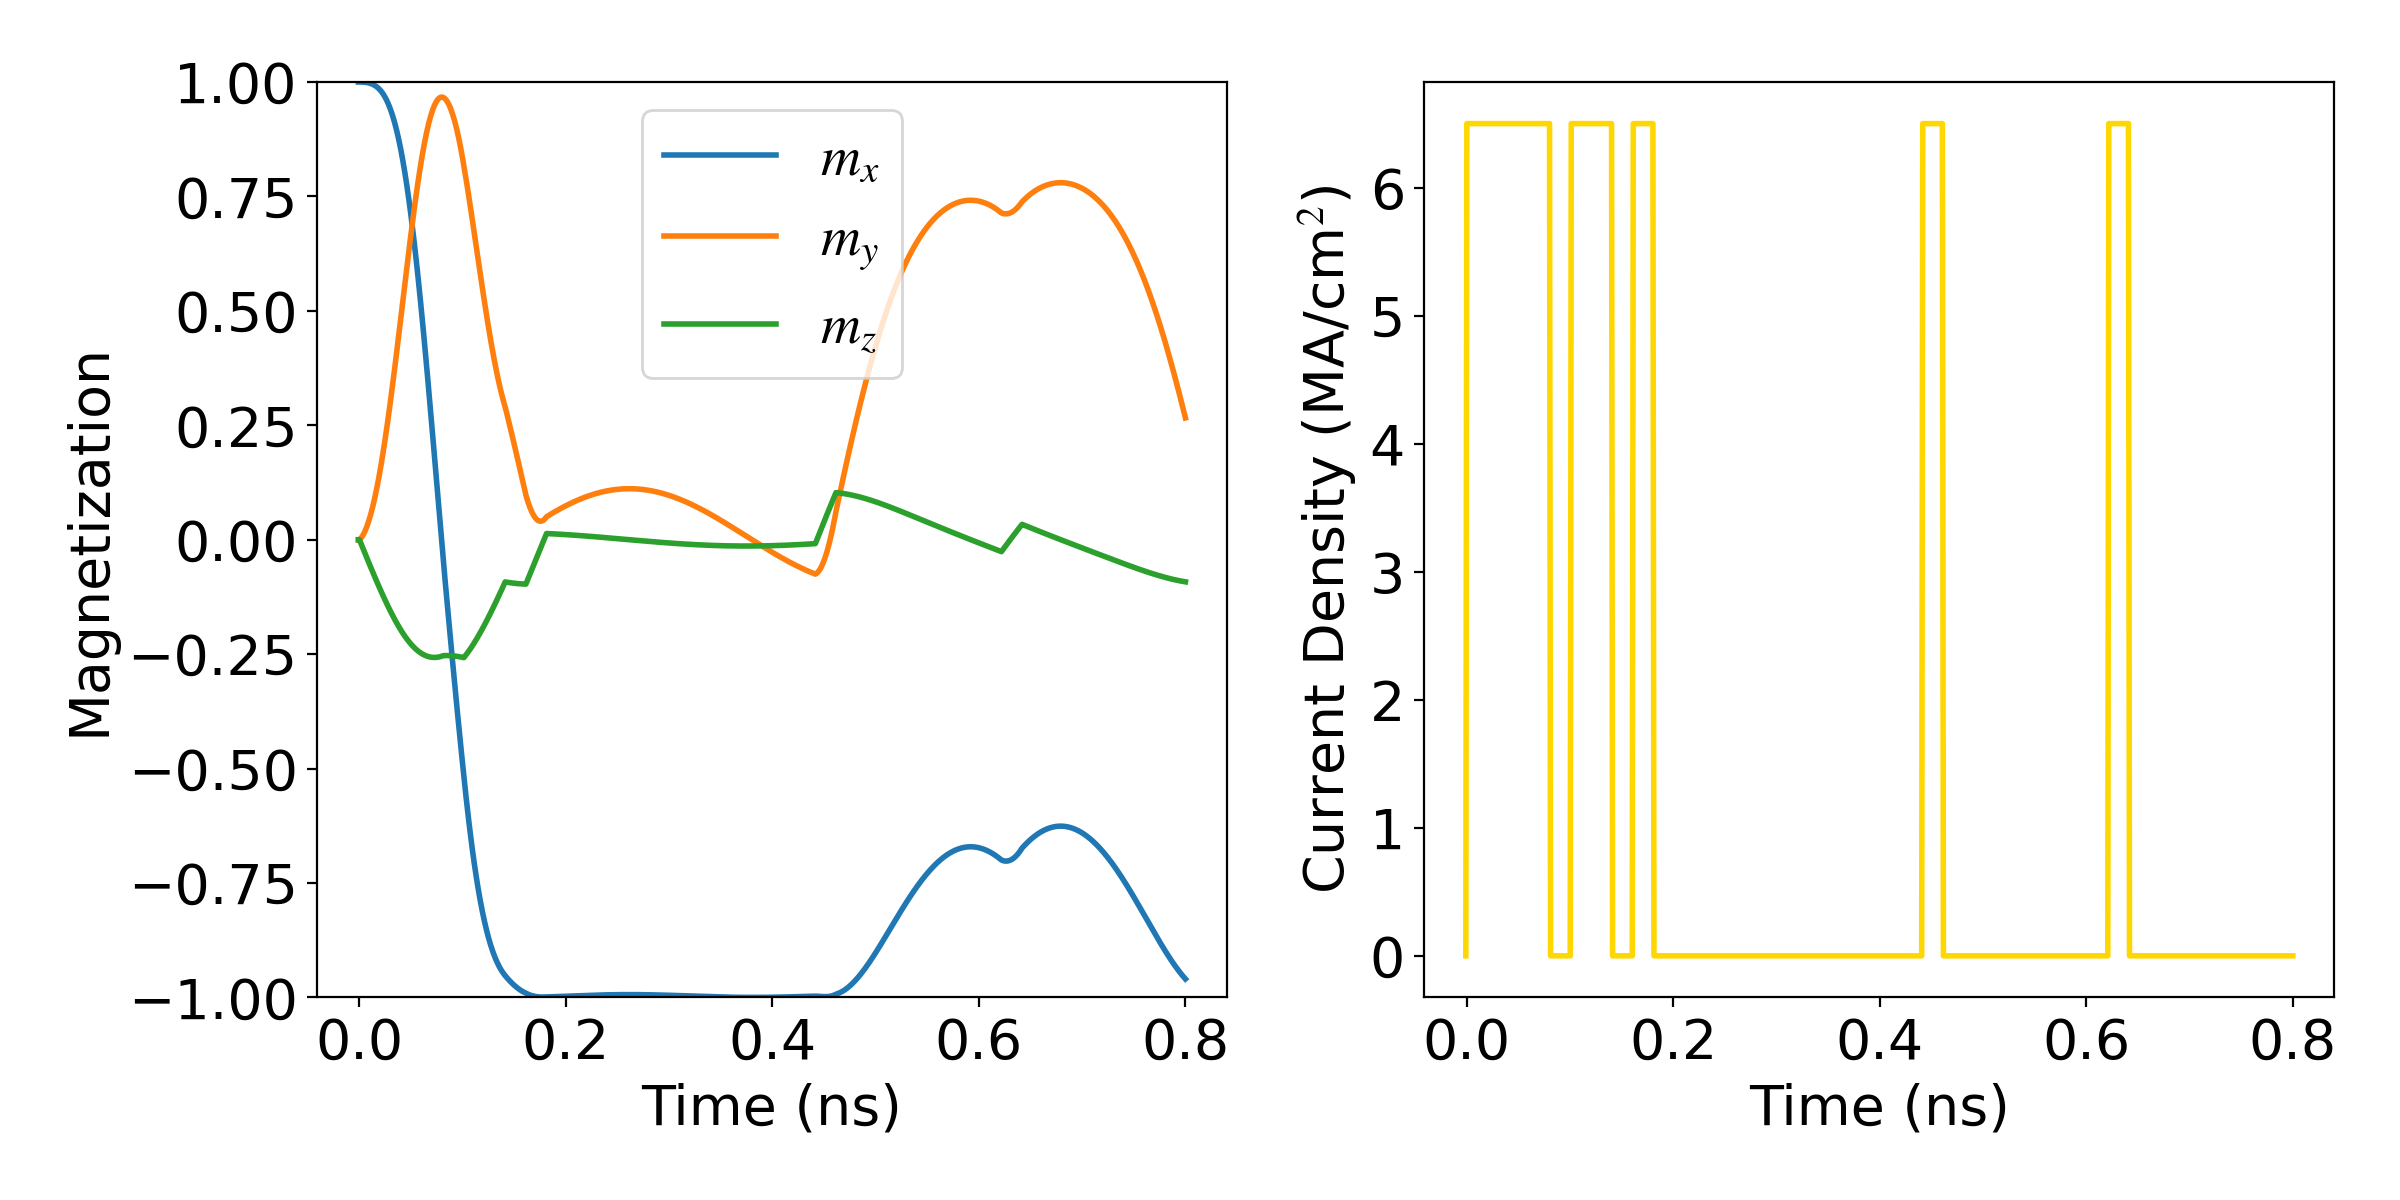 Magnetization
1.00
0.75
0.50
0.25
0.00
−0.25
−0.50
−0.75
−1.00
0.0 0.2 0.4 0.6 0.8
Time (ns)
m_x
m_y
m_z
Current Density (MA/cm²)
6
5
4
3
2
1
0
0.0 0.2 0.4 0.6 0.8
Time (ns)